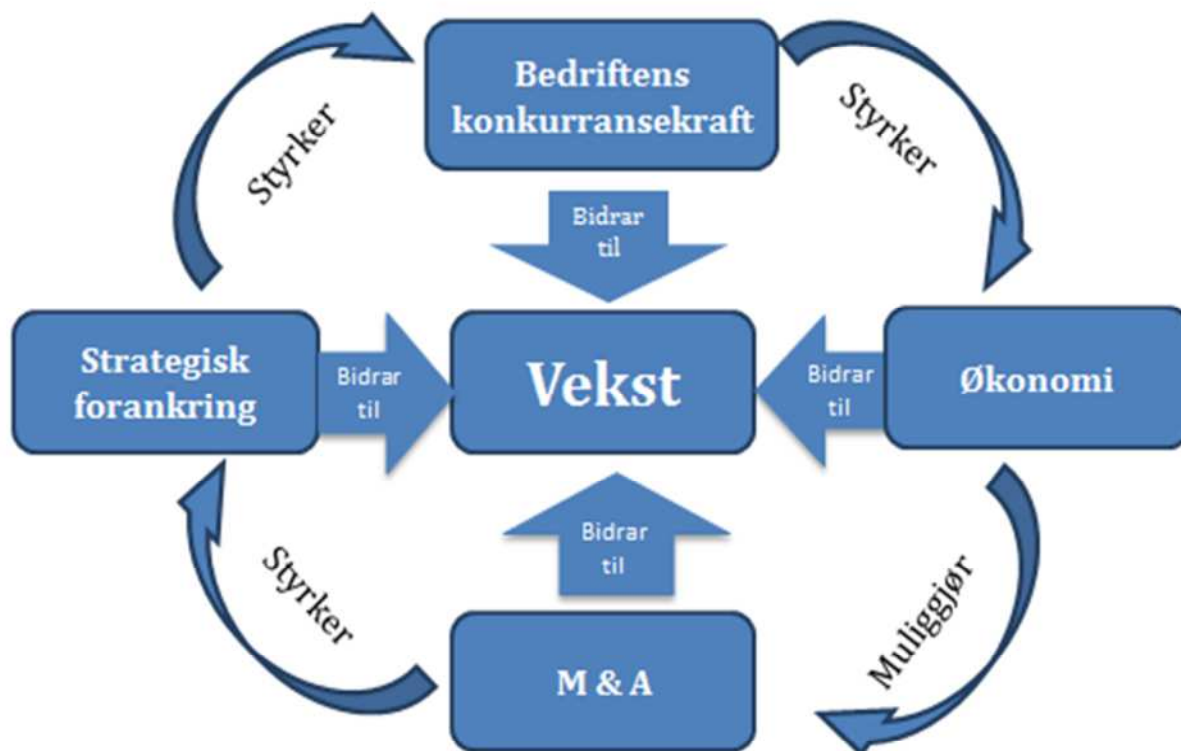 Bedriftens
konkurransekraft
Styrker
Styrker
Bidrar
til
Strategisk
forankring
Bidrar
til
Vekst
Bidrar
til
Økonomi
Bidrar
til
Styrker
Muliggjør
M & A